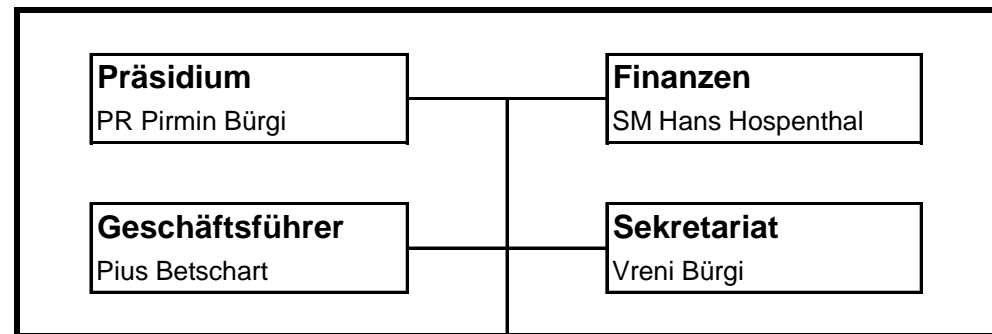 Präsidium
PR Pirmin Bürgi
Finanzen
SM Hans Hospenthal
Geschäftsführer
Pius Betschart
Sekretariat
Vreni Bürgi